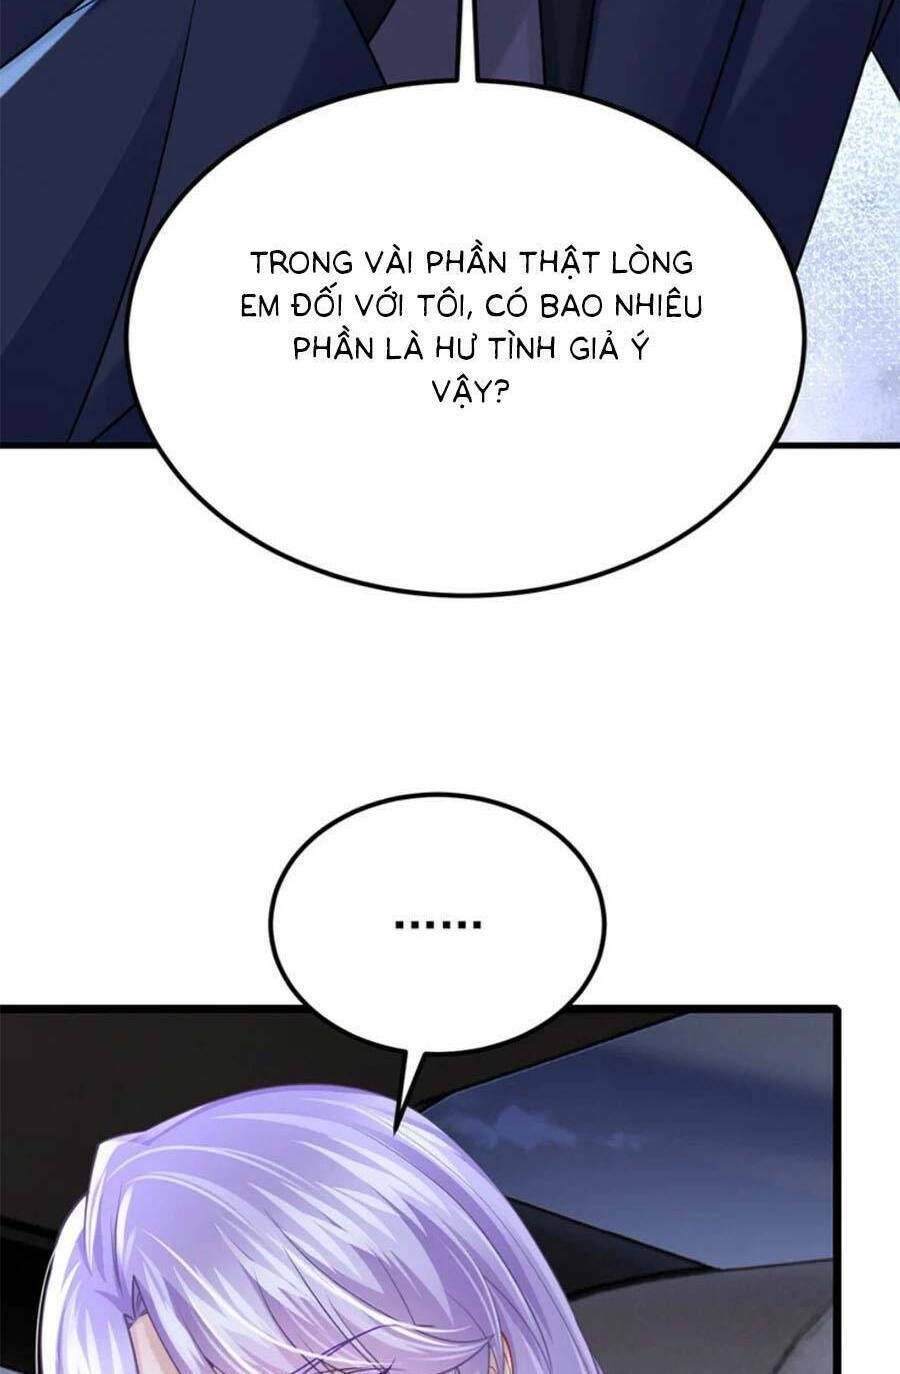 TRONG VÀI PHẦN THẬT LÒNG
EM ĐỐI VỚI TÔI, CÓ BAO NHIÊU
PHẦN LÀ HƯ TÌNH GIẢ Ý
VẬY?
......